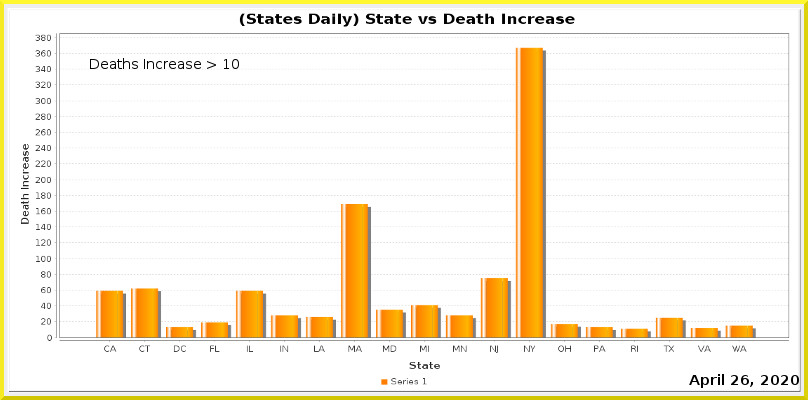 (States Daily) State vs Death Increase
Deaths Increase > 10
Death Increase
380
360
340
320
300
280
260
240
220
200
180
160
140
120
100
80
60
40
20
0
CA CT DC FL IL IN LA MA MD MI MN NJ NY OH PA RI TX VA WA
State
Series 1
April 26, 2020